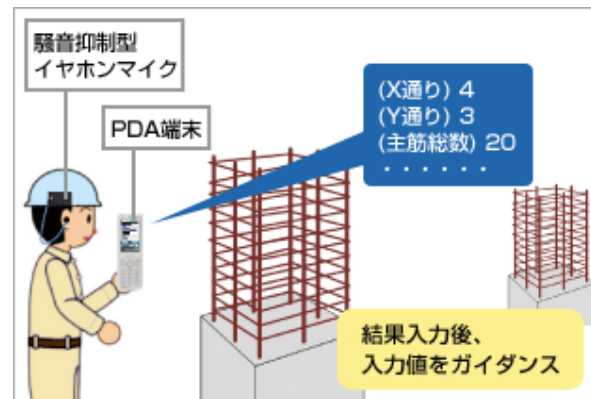 騒音抑制型
イヤホンマイク
PDA端末
(X通り) 4
(Y通り) 3
(主筋総数) 20
・・・・・・
結果入力後、
入力値をガイダンス